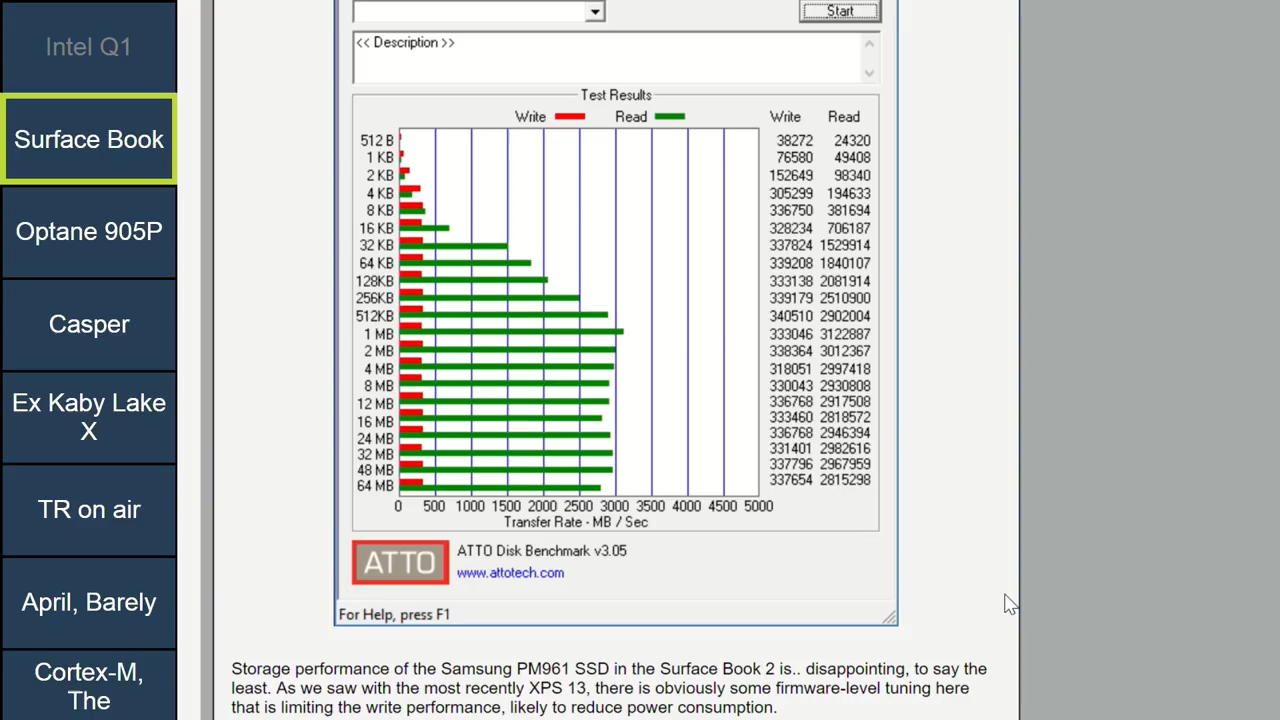 Intel Q1
Surface Book
Optane 905P
Casper
Ex Kaby Lake
X
TR on air
April, Barely
Cortex-M,
The
Start
<< Description >>
Test Results
Write Read Write Read
512 B 38272 24320
1 KB 76580 49408
2 KB 152649 98340
4 KB 305299 194633
8 KB 336750 381694
16 KB 328234 706187
32 KB 337824 1529914
64 KB 339208 1840107
128KB 333138 2081914
256KB 339179 2510900
512KB 340510 2902004
1 MB 333046 3122887
2 MB 338364 3012367
4 MB 318051 2997418
8 MB 330043 2930808
12 MB 336768 2917508
16 MB 333460 2818572
24 MB 336768 2946394
32 MB 331401 2982616
48 MB 337796 2967959
64 MB 337654 2815298
0 500 1000 1500 2000 2500 3000 3500 4000 4500 5000
Transfer Rate - MB / Sec
ATTO
ATTO Disk Benchmark v3.05
www.attotech.com
For Help, press F1
Storage performance of the Samsung PM961 SSD in the Surface Book 2 is.. disappointing, to say the
least. As we saw with the most recently XPS 13, there is obviously some firmware-level tuning here
that is limiting the write performance, likely to reduce power consumption.